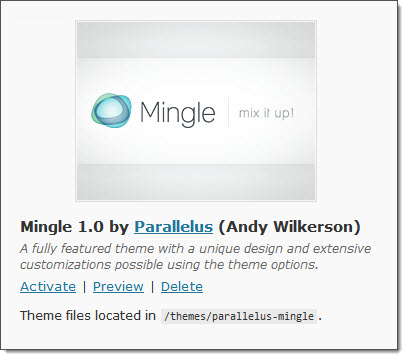 Mingle mix it up!
Mingle 1.0 by Parallelus (Andy Wilkerson)
A fully featured theme with a unique design and extensive
customizations possible using the theme options.
Activate | Preview | Delete
Theme files located in /themes/parallelus-mingle.